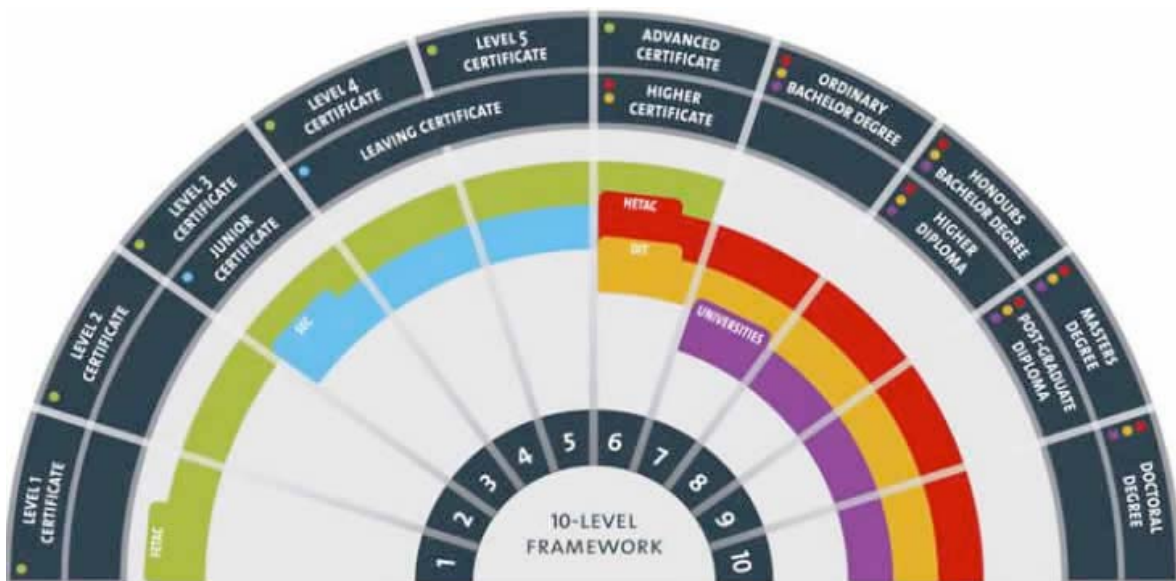 LEVEL 1
CERTIFICATE
LEVEL 2
CERTIFICATE
LEVEL 3
CERTIFICATE
JUNIOR
CERTIFICATE
LEVEL 4
CERTIFICATE
LEVEL 5
CERTIFICATE
LEAVING CERTIFICATE
ADVANCED
CERTIFICATE
HIGHER
CERTIFICATE
ORDINARY
BACHELOR DEGREE
HONOURS
BACHELOR DEGREE
HIGHER
DIPLOMA
MASTERS
DEGREE
POST-GRADUATE
DIPLOMA
DOCTORAL
DEGREE
FETAC
SEC
HETAC
DIT
UNIVERSITIES
1
2
3
4
5
6
7
8
9
10
10-LEVEL
FRAMEWORK